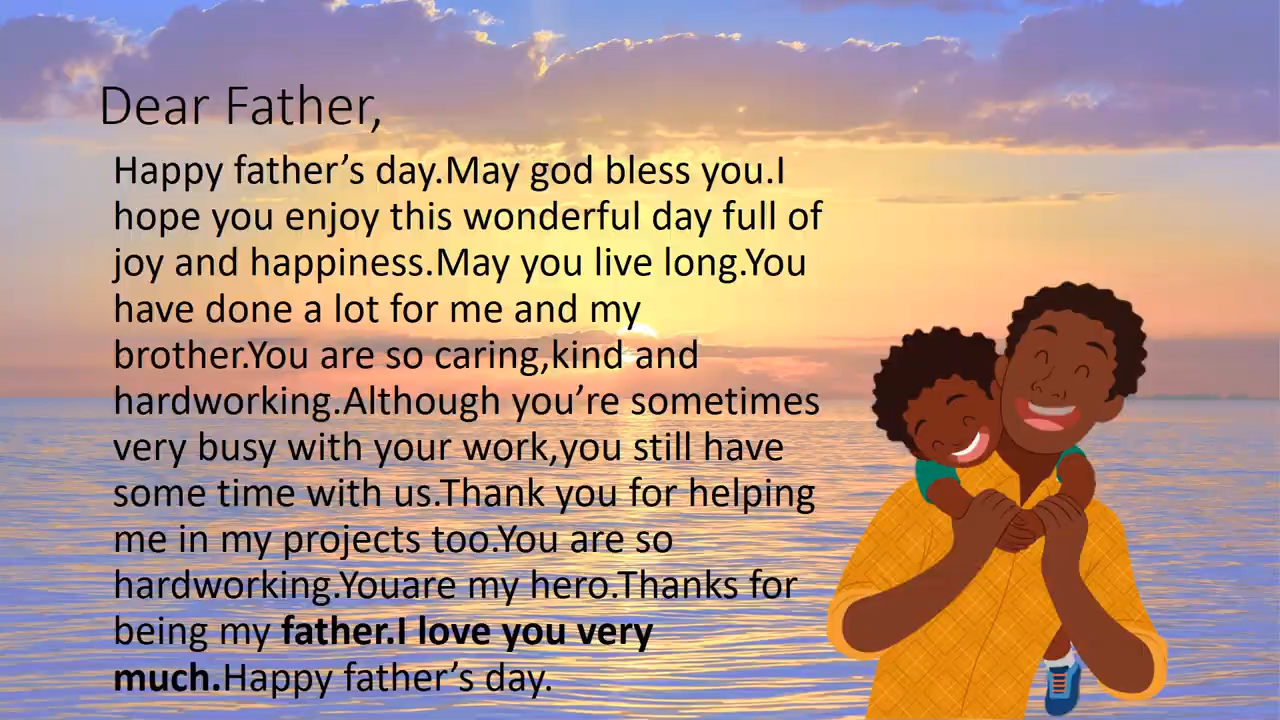 Dear Father,
Happy father’s day.May god bless you.I
hope you enjoy this wonderful day full of
joy and happiness.May you live long.You
have done a lot for me and my
brother.You are so caring,kind and
hardworking.Although you’re sometimes
very busy with your work,you still have
some time with us.Thank you for helping
me in my projects too.You are so
hardworking.Youare my hero.Thanks for
being my father.I love you very
much.Happy father’s day.